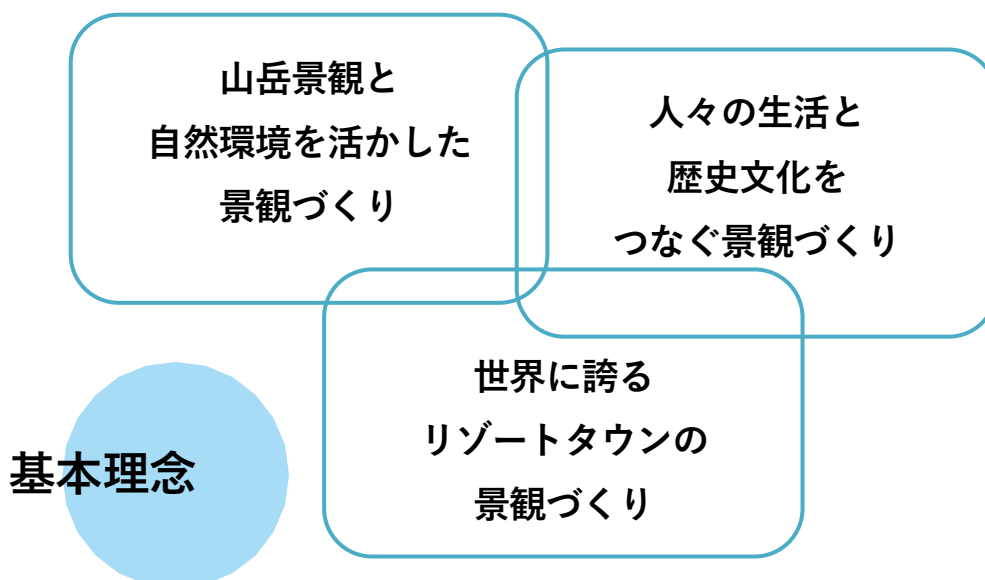 山岳景観と
自然環境を活かした
景観づくり
人々の生活と
歴史文化を
つなぐ景観づくり
世界に誇る
リゾートタウンの
景観づくり
基本理念